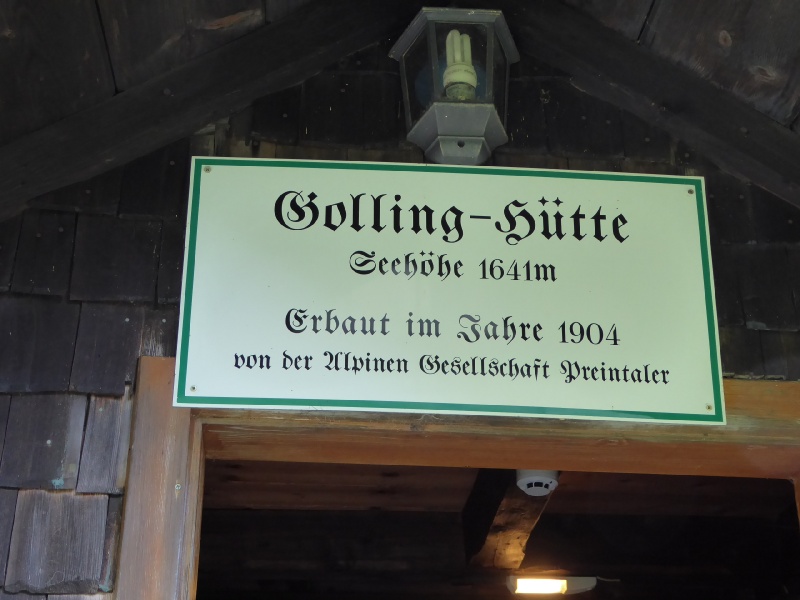 Golling-Hütte
Seehöhe 1641m
Erbaut im Jahre 1904
von der Alpinen Gesellschaft Preintaler